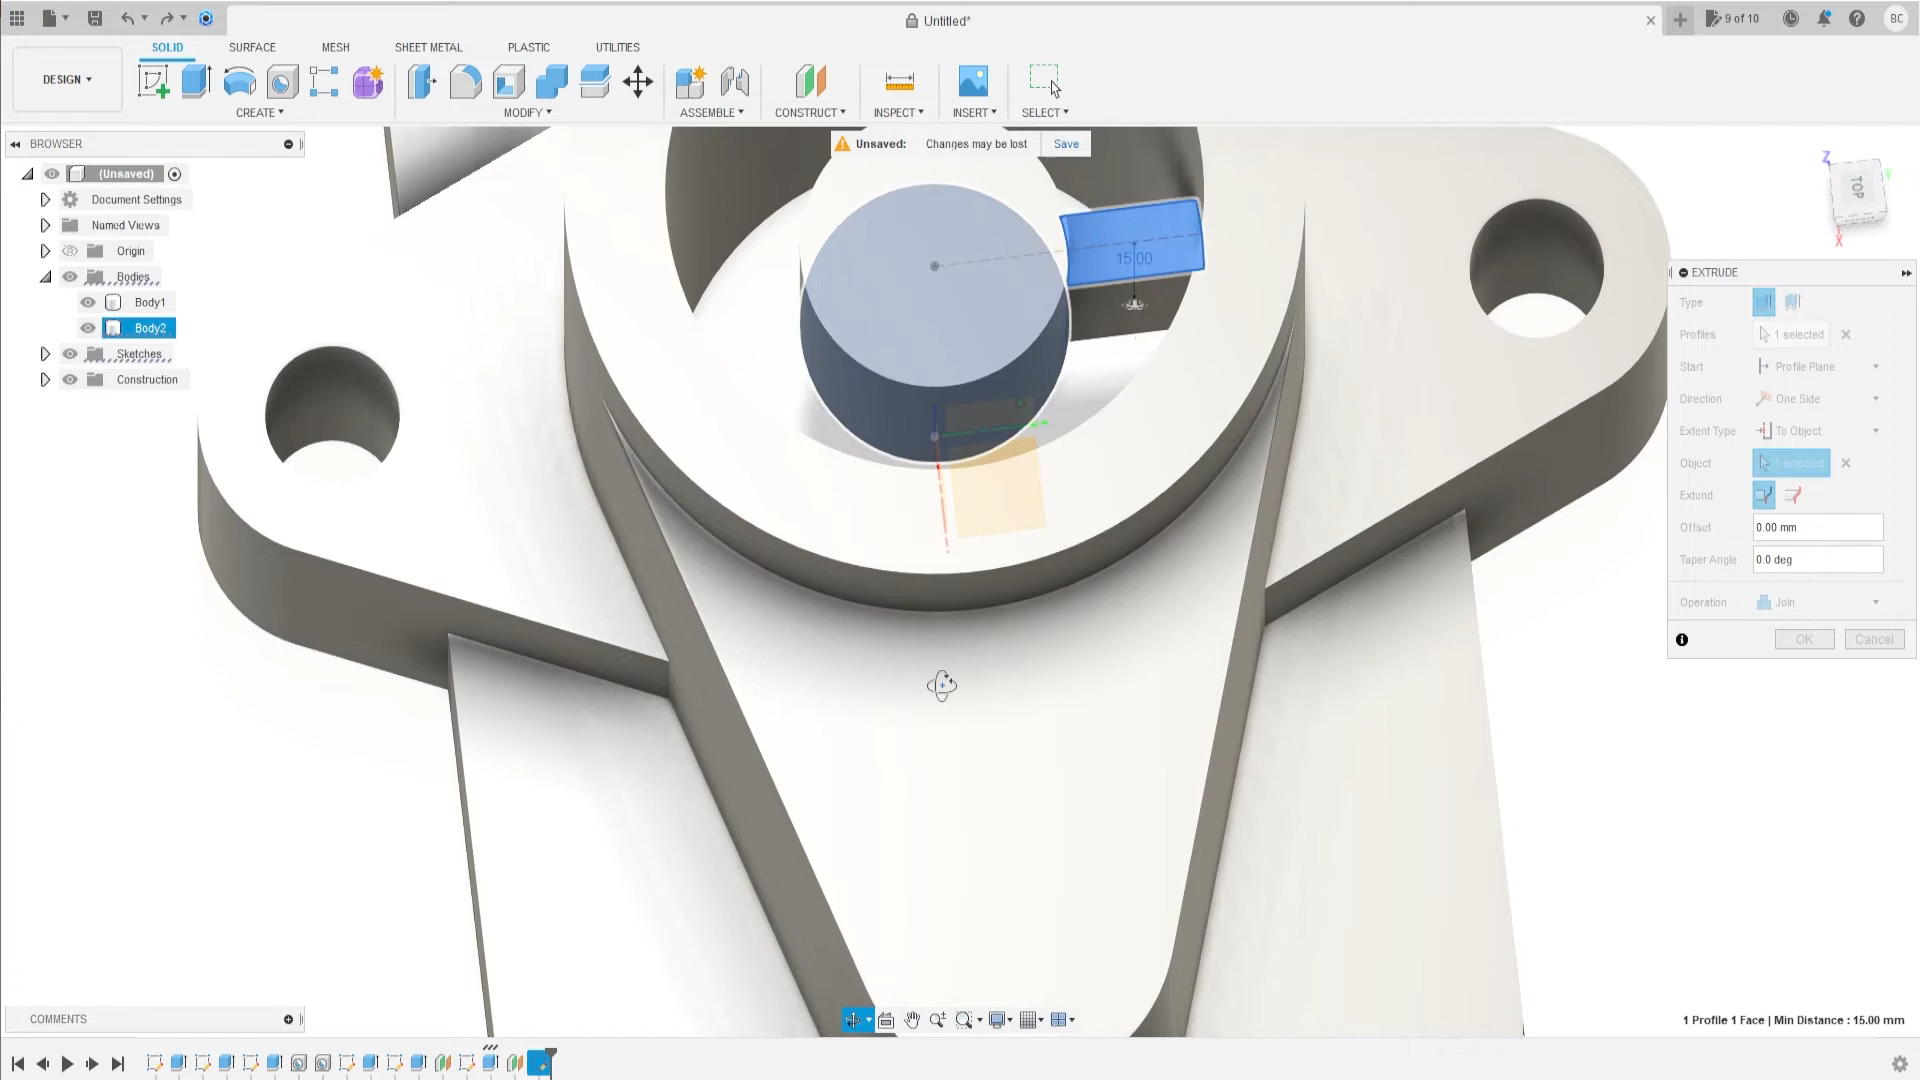 Untitled*
9 of 10
BC
DESIGN
SOLID
SURFACE
MESH
SHEET METAL
PLASTIC
UTILITIES
CREATE
MODIFY
ASSEMBLE
CONSTRUCT
INSPECT
INSERT
SELECT
BROWSER
Unsaved: Changes may be lost Save
(Unsaved)
Document Settings
Named Views
Origin
Bodies
Body1
Body2
Sketches
Construction
15.00
Z
Y
TOP
X
EXTRUDE
Type
Profiles 1 selected
Start Profile Plane
Direction One Side
Extent Type To Object
Object 1 selected
Extend
Offset 0.00 mm
Taper Angle 0.0 deg
Operation Join
OK Cancel
COMMENTS
1 Profile 1 Face | Min Distance : 15.00 mm